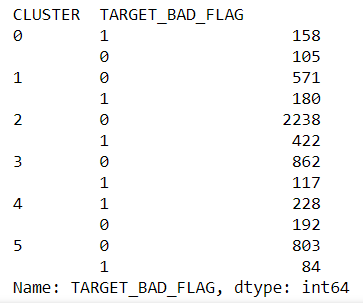 CLUSTER  TARGET_BAD_FLAG
0        1                   158
         0                   105
1        0                   571
         1                   180
2        0                  2238
         1                   422
3        0                   862
         1                   117
4        1                   228
         0                   192
5        0                   803
         1                    84
Name: TARGET_BAD_FLAG, dtype: int64